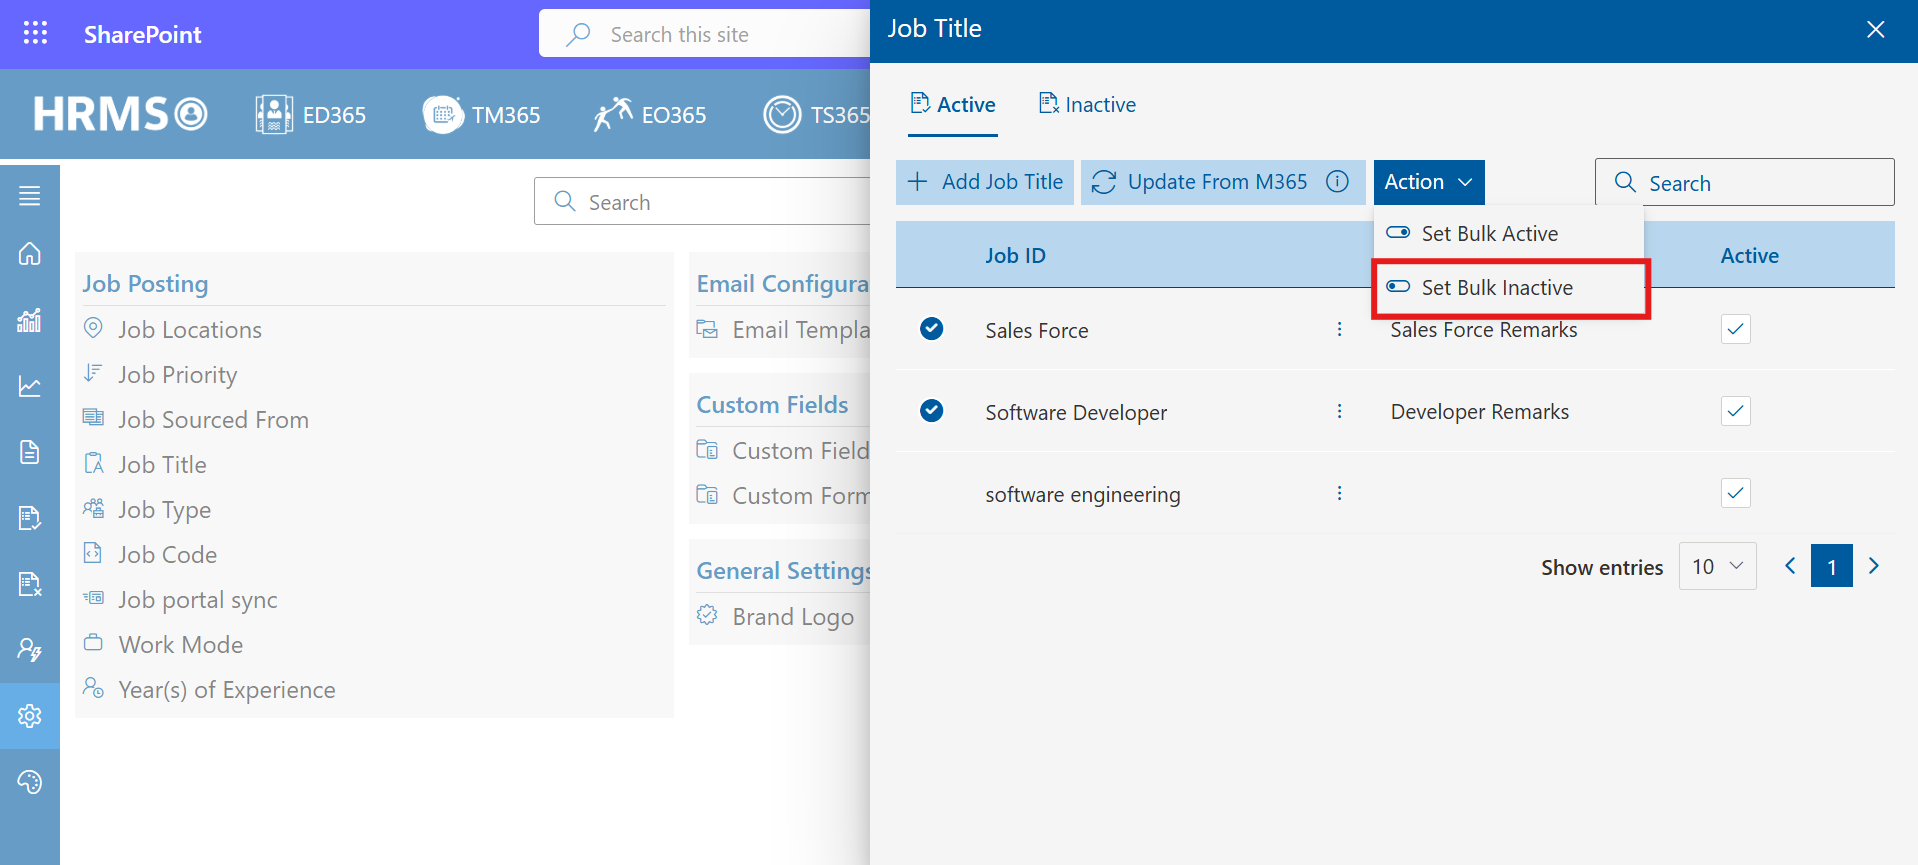 SharePoint
Search this site
HRMS
ED365
TM365
EO365
TS365
Search
Job Posting
Job Locations
Job Priority
Job Sourced From
Job Title
Job Type
Job Code
Job portal sync
Work Mode
Year(s) of Experience
Email Configura
Email Templa
Custom Fields
Custom Field
Custom Form
General Settings
Brand Logo
Job Title
Active
Inactive
Add Job Title
Update From M365
Action
Search
Set Bulk Active
Set Bulk Inactive
Job ID
Active
Sales Force
Sales Force Remarks
Software Developer
Developer Remarks
software engineering
Show entries
10
1